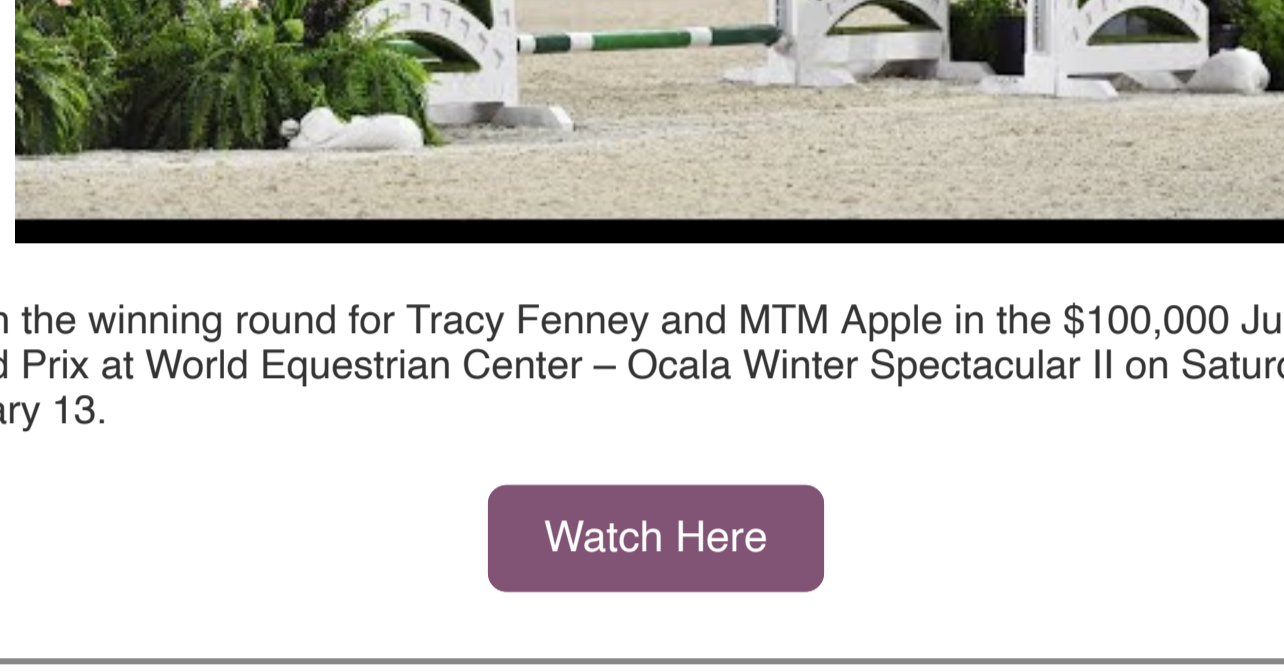 the winning round for Tracy Fenney and MTM Apple in the $100,000
Prix at World Equestrian Center – Ocala Winter Spectacular II on
13.
Watch Here